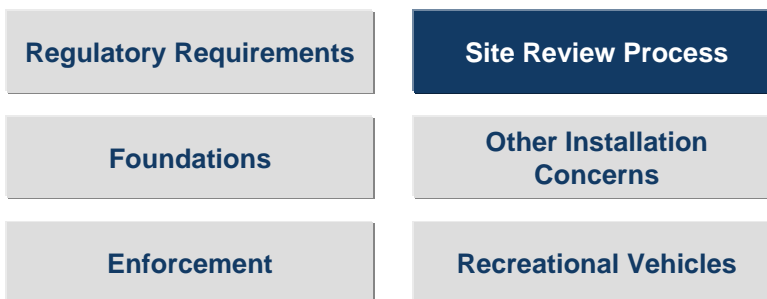 Regulatory Requirements
Site Review Process
Foundations
Other Installation
Concerns
Enforcement
Recreational Vehicles